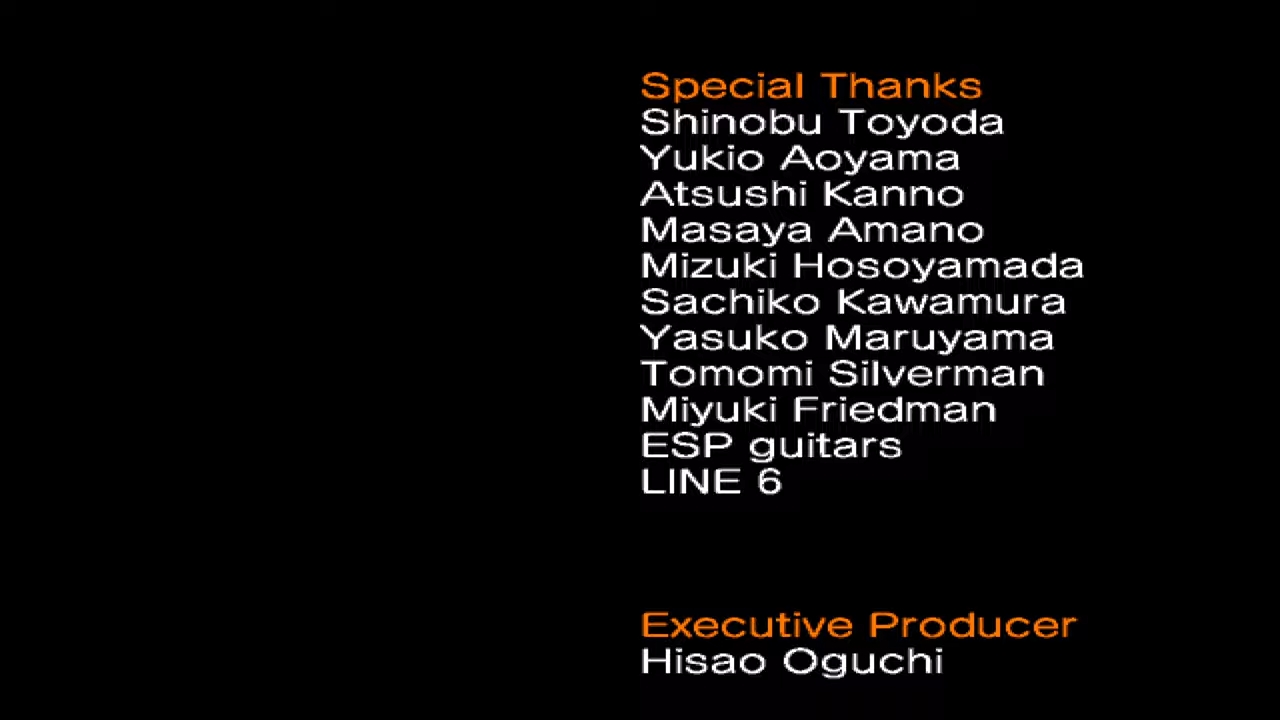 Special Thanks
Shinobu Toyoda
Yukio Aoyama
Atsushi Kanno
Masaya Amano
Mizuki Hosoyamada
Sachiko Kawamura
Yasuko Maruyama
Tomomi Silverman
Miyuki Friedman
ESP guitars
LINE 6
Executive Producer
Hisao Oguchi